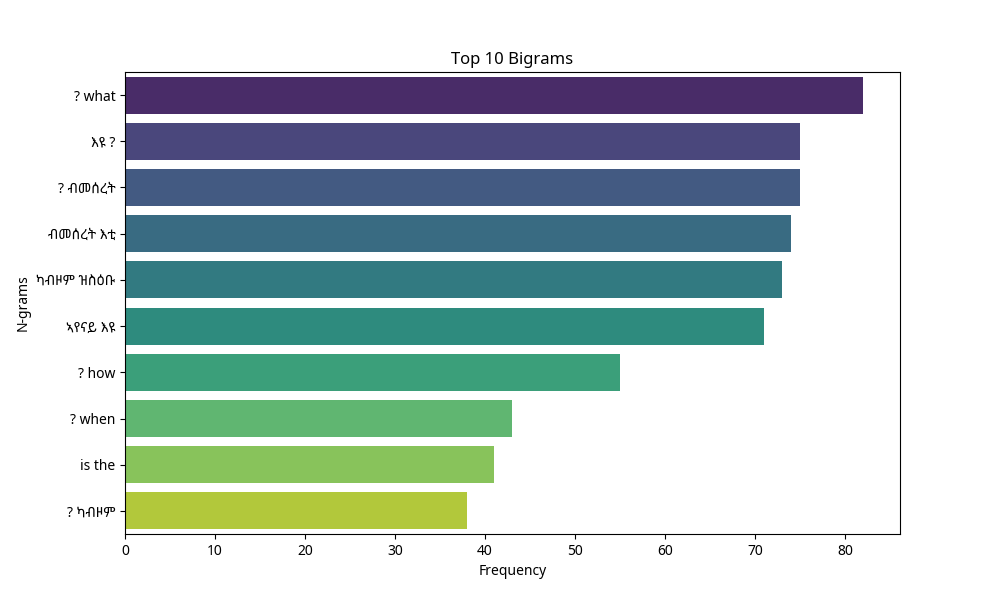 Top 10 Bigrams
? what
እዩ ?
? ብመሰረት
ብመሰረት እቲ
ካብዞም ዝስዕቡ
ኣየናይ እዩ
? how
? when
is the
? ካብዞም
N-grams
0 10 20 30 40 50 60 70 80
Frequency